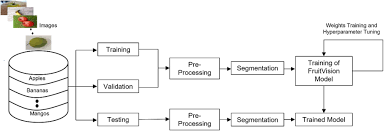 Images
Apples
Bananas
Mangos
Training
Validation
Testing
Pre-
Processing
Segmentation
Weights Training and
Hyperparameter Tuning
Training of
FruitVision
Model
Pre-
Processing
Segmentation
Trained Model